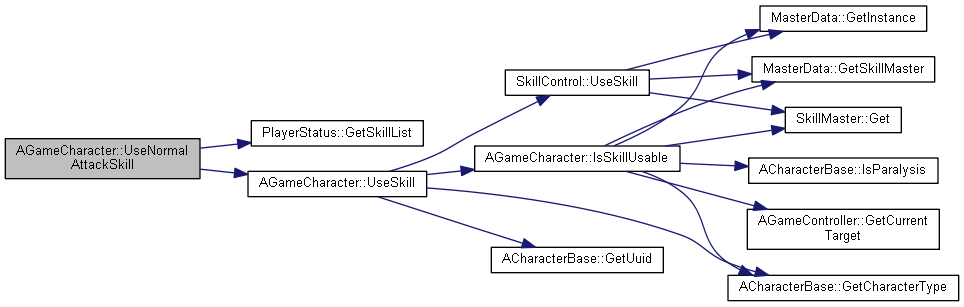 AGameCharacter::UseNormal
AttackSkill
PlayerStatus::GetSkillList
AGameCharacter::UseSkill
SkillControl::UseSkill
AGameCharacter::IsSkillUsable
ACharacterBase::GetUuid
MasterData::GetInstance
MasterData::GetSkillMaster
SkillMaster::Get
ACharacterBase::IsParalysis
AGameController::GetCurrent
Target
ACharacterBase::GetCharacterType